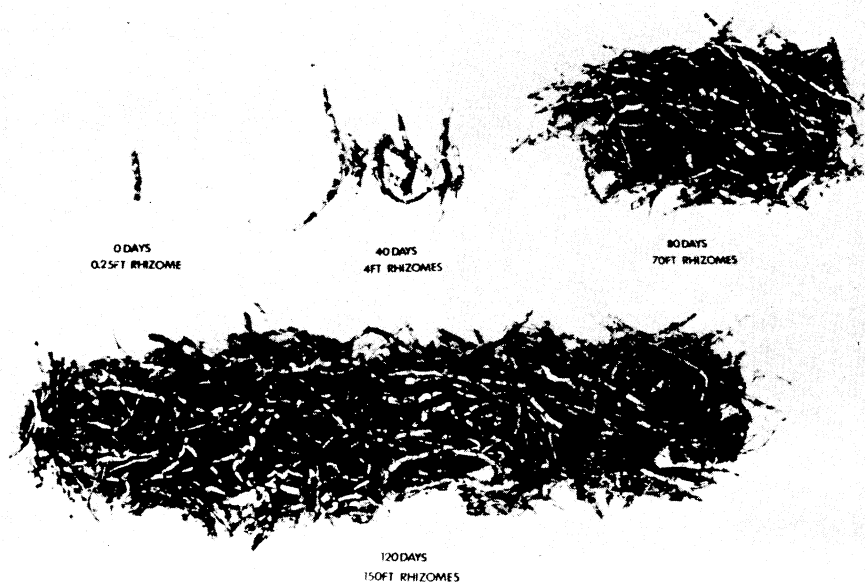 0 DAYS
0.25FT RHIZOME
40 DAYS
4FT RHIZOMES
80 DAYS
70FT RHIZOMES
120 DAYS
150FT RHIZOMES